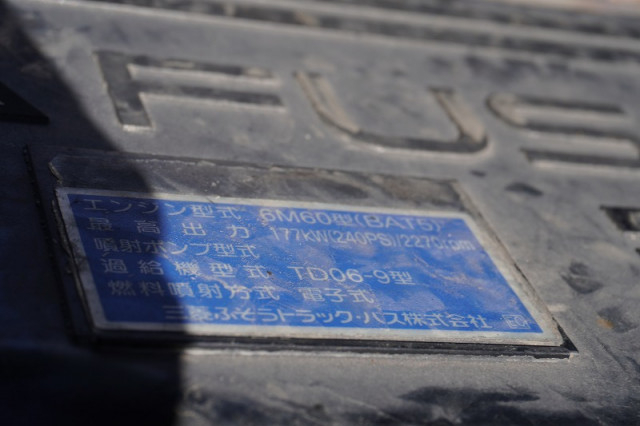 FUS
エンジン型式 6M60型(BAT5)
最高出力 177kW(240PS)/2270rpm
噴射ポンプ型式
過給機型式 TD06-9型
燃料噴射方式 電子式
三菱ふそうトラック・バス株式会社